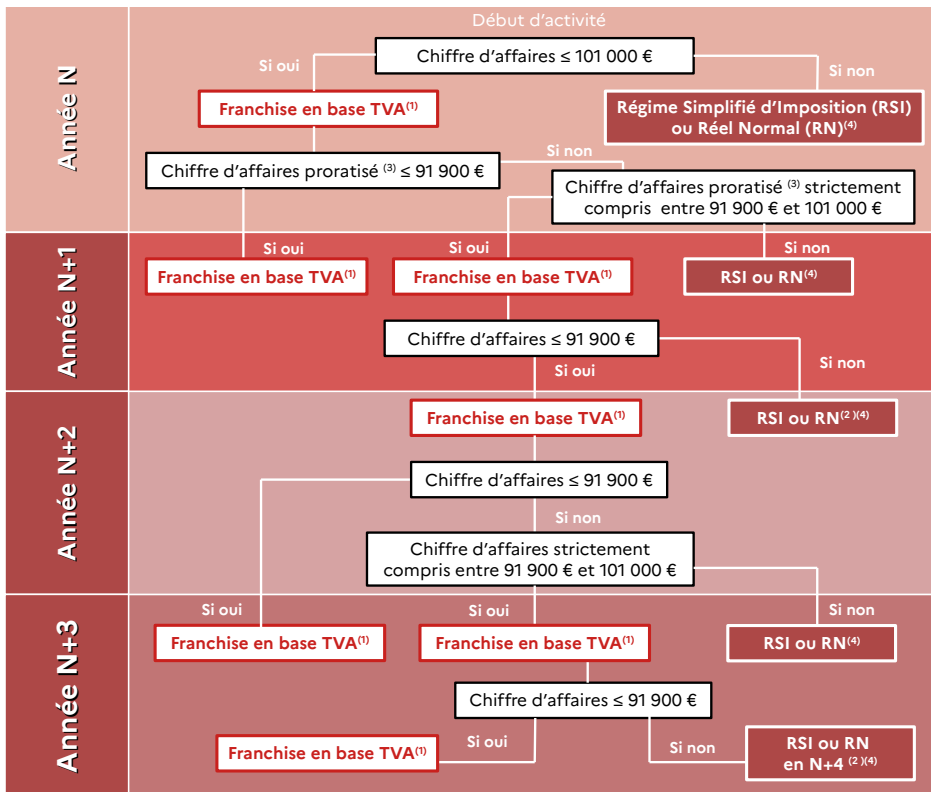 Début d'activité
Année N
Chiffre d'affaires ≤ 101 000 €
Si oui
Si non
Franchise en base TVA(1)
Régime Simplifié d'Imposition (RSI)
ou Réel Normal (RN)(4)
Chiffre d'affaires proratisé (3) ≤ 91 900 €
Si non
Chiffre d'affaires proratisé (3) strictement
compris entre 91 900 € et 101 000 €
Année N+1
Si oui
Si oui
Si non
Franchise en base TVA(1)
Franchise en base TVA(1)
RSI ou RN(4)
Chiffre d'affaires ≤ 91 900 €
Si oui
Si non
Année N+2
Franchise en base TVA(1)
RSI ou RN(2 )(4)
Chiffre d'affaires ≤ 91 900 €
Si non
Chiffre d'affaires strictement
compris entre 91 900 € et 101 000 €
Année N+3
Si oui
Si oui
Si non
Franchise en base TVA(1)
Franchise en base TVA(1)
RSI ou RN(4)
Chiffre d'affaires ≤ 91 900 €
Franchise en base TVA(1)
Si oui
Si non
RSI ou RN
en N+4 (2 )(4)